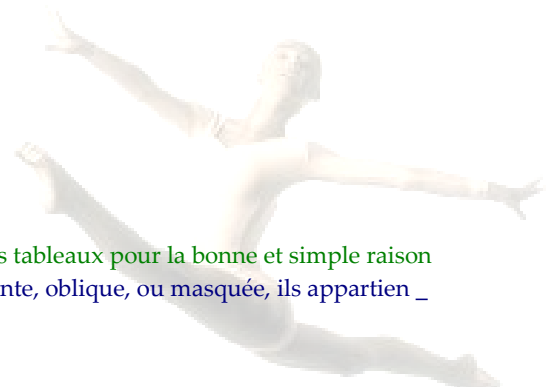 s tableaux pour la bonne et simple raison
nte, oblique, ou masquée, ils appartien _